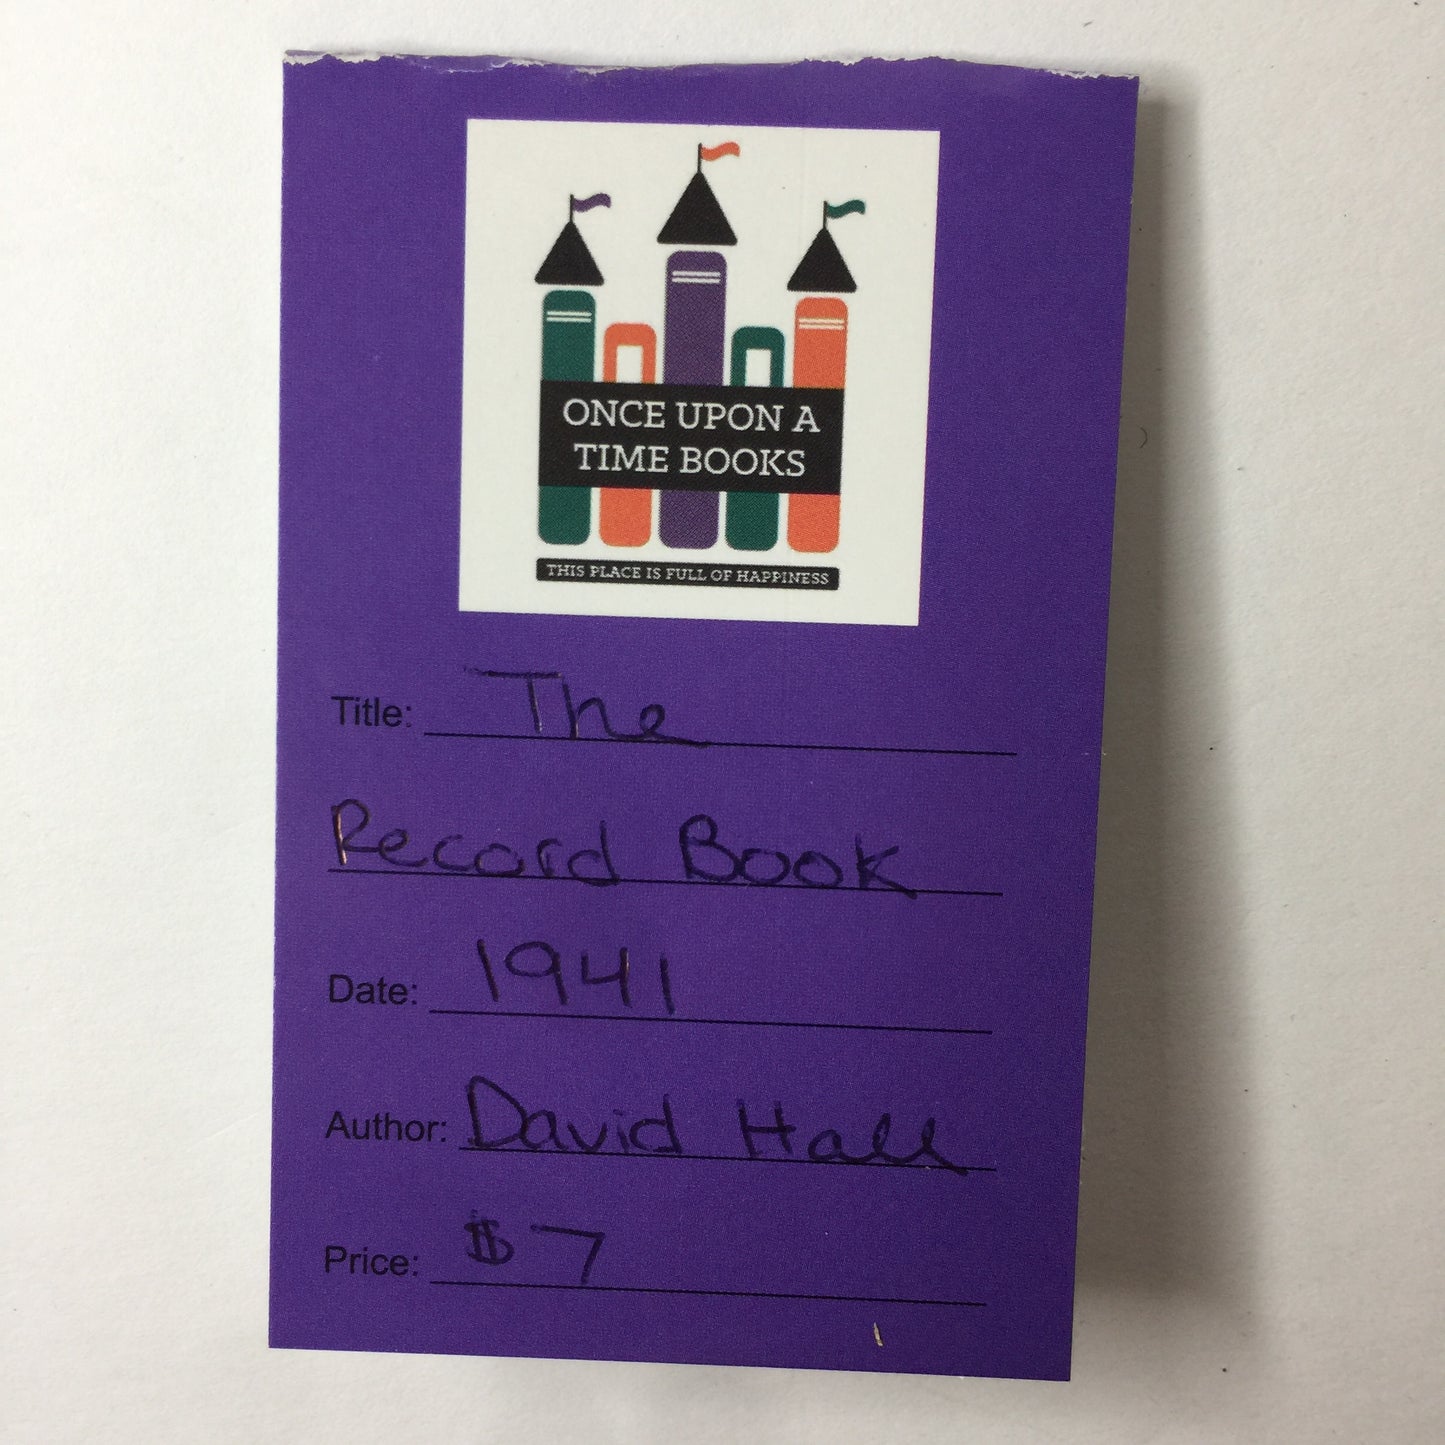 ONCE UPON A
TIME BOOKS
THIS PLACE IS FULL OF HAPPINESS
Title: The
Record Book
Date: 1941
Author: David Hall
Price: $7